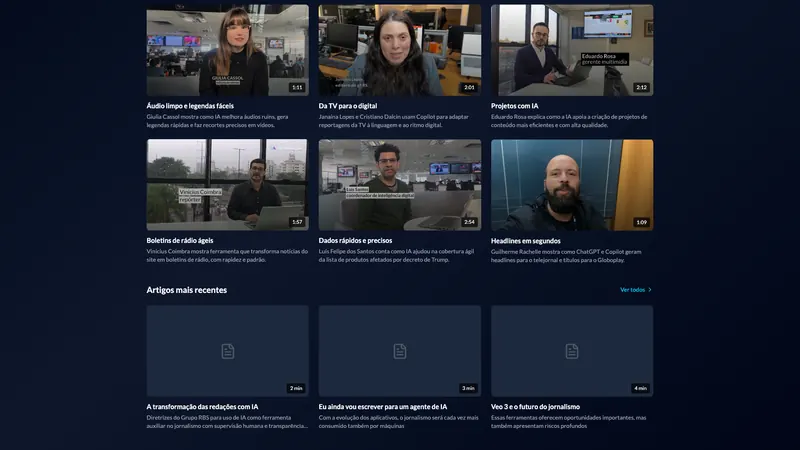 GIULIA CASSOL
1:11
2:01
Eduardo Rosa
gerente multimídia
2:12
Áudio limpo e legendas fáceis
Da TV para o digital
Projetos com IA
Giulia Cassol mostra como IA melhora áudios ruins, gera
legendas rápidas e faz recortes precisos em vídeos.
Janaína Lopes e Cristiano Dalcin usam Copilot para adaptar
reportagens da TV à linguagem e ao ritmo digital.
Eduardo Rosa explica como a IA apoia a criação de projetos de
conteúdo mais eficientes e com alta qualidade.
Vinicius Coimbra
repórter
1:57
Luis Santos
coordenador de inteligência digital
2:54
1:09
Boletins de rádio ágeis
Dados rápidos e precisos
Headlines em segundos
Vinicius Coimbra mostra ferramenta que transforma notícias do
site em boletins de rádio, com rapidez e padrão.
Luis Felipe dos Santos conta como IA ajudou na cobertura ágil
da lista de produtos afetados por decreto de Trump.
Guilherme Rachelle mostra como ChatGPT e Copilot geram
headlines para o telejornal e títulos para o Globoplay.
Artigos mais recentes
Ver todos
2 min
3 min
4 min
A transformação das redações com IA
Eu ainda vou escrever para um agente de IA
Veo 3 e o futuro do jornalismo
Diretrizes do Grupo RBS para uso de IA como ferramenta
auxiliar no jornalismo com supervisão humana e transparência...
Com a evolução dos aplicativos, o jornalismo será cada vez mais
consumido também por máquinas
Essas ferramentas oferecem oportunidades importantes, mas
também apresentam riscos profundos